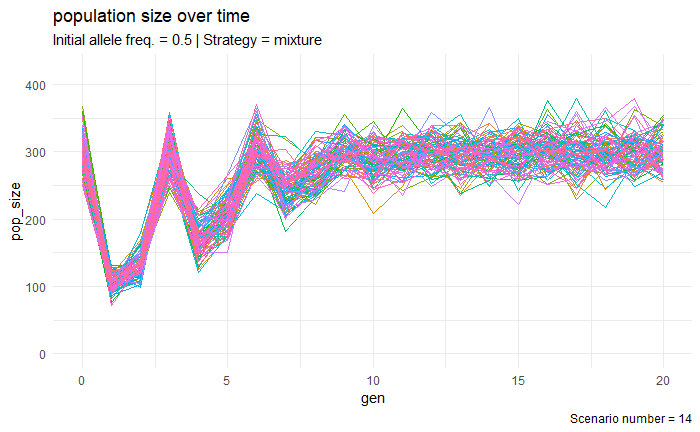 population size over time
Initial allele freq. = 0.5 | Strategy = mixture
400
300
200
100
0
pop_size
0 5 10 15 20
gen
Scenario number = 14